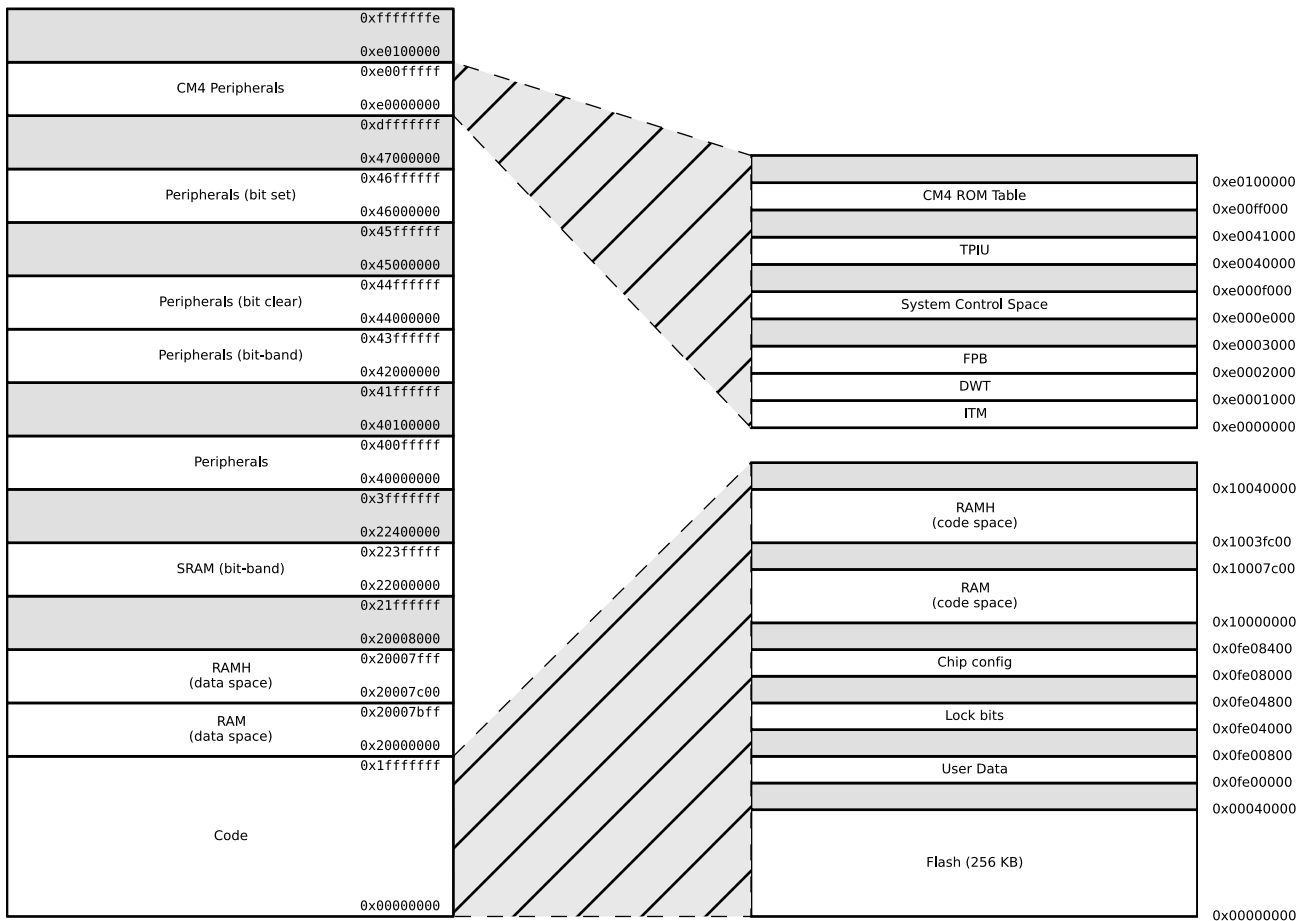 0xfffffffe
0xe0100000
0xe00fffff
CM4 Peripherals
0xe0000000
0xdfffffff
0x47000000
0x46ffffff
Peripherals (bit set)
0x46000000
0x45ffffff
0x45000000
0x44ffffff
Peripherals (bit clear)
0x44000000
0x43ffffff
Peripherals (bit-band)
0x42000000
0x41ffffff
0x40100000
0x400fffff
Peripherals
0x40000000
0x3fffffff
0x22400000
0x223fffff
SRAM (bit-band)
0x22000000
0x21ffffff
0x20008000
0x20007fff
RAMH
(data space)
0x20007c00
0x20007bff
RAM
(data space)
0x20000000
0x1fffffff
Code
0x00000000
0xe0100000
CM4 ROM Table
0xe00ff000
0xe0041000
TPIU
0xe0040000
0xe000f000
System Control Space
0xe000e000
0xe0003000
FPB
0xe0002000
DWT
0xe0001000
ITM
0xe0000000
0x10040000
RAMH
(code space)
0x1003fc00
0x10007c00
RAM
(code space)
0x10000000
0x0fe08400
Chip config
0x0fe08000
0x0fe04800
Lock bits
0x0fe04000
0x0fe00800
User Data
0x0fe00000
0x00040000
Flash (256 KB)
0x00000000